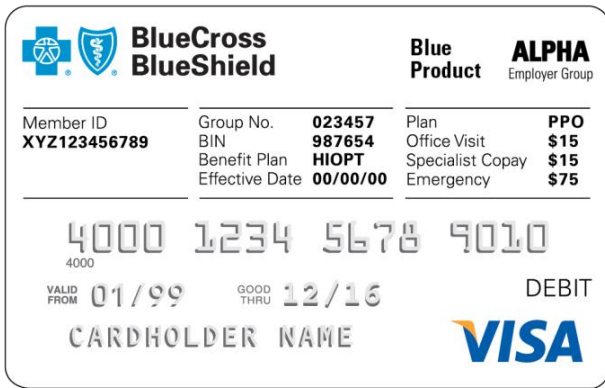 BlueCross
BlueShield
Blue
Product
ALPHA
Employer Group
Member ID
XYZ123456789
Group No. 023457
BIN 987654
Benefit Plan HIOPT
Effective Date 00/00/00
Plan PPO
Office Visit $15
Specialist Copay $15
Emergency $75
4000 1234 5678 9010
4000
VALID FROM 01/99 GOOD THRU 12/16
DEBIT
CARDHOLDER NAME
VISA